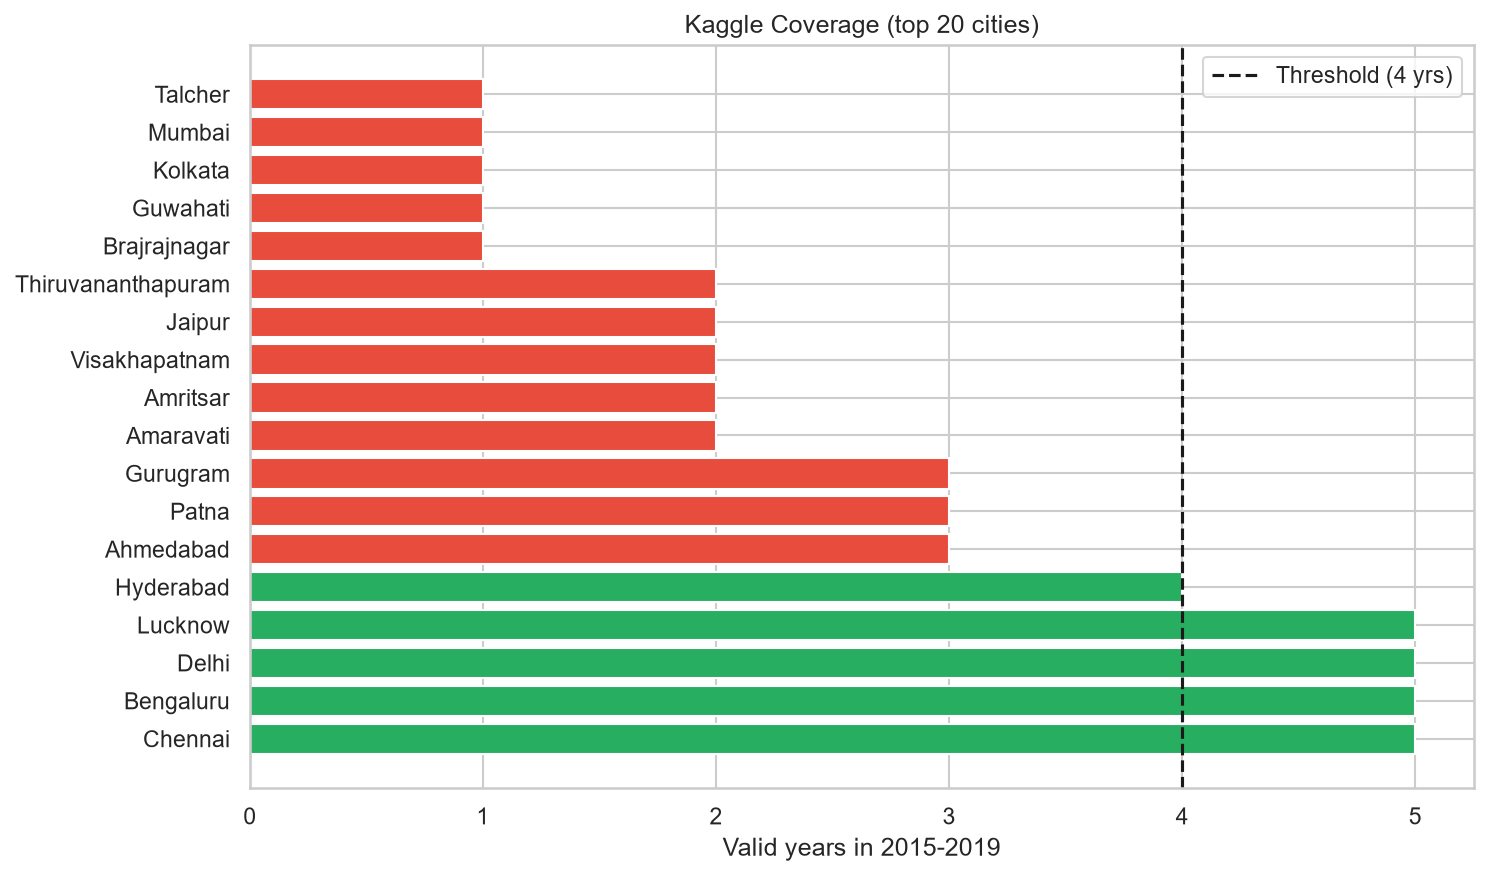 Kaggle Coverage (top 20 cities)
Threshold (4 yrs)
Talcher
Mumbai
Kolkata
Guwahati
Brajrajnagar
Thiruvananthapuram
Jaipur
Visakhapatnam
Amritsar
Amaravati
Gurugram
Patna
Ahmedabad
Hyderabad
Lucknow
Delhi
Bengaluru
Chennai
0 1 2 3 4 5
Valid years in 2015-2019